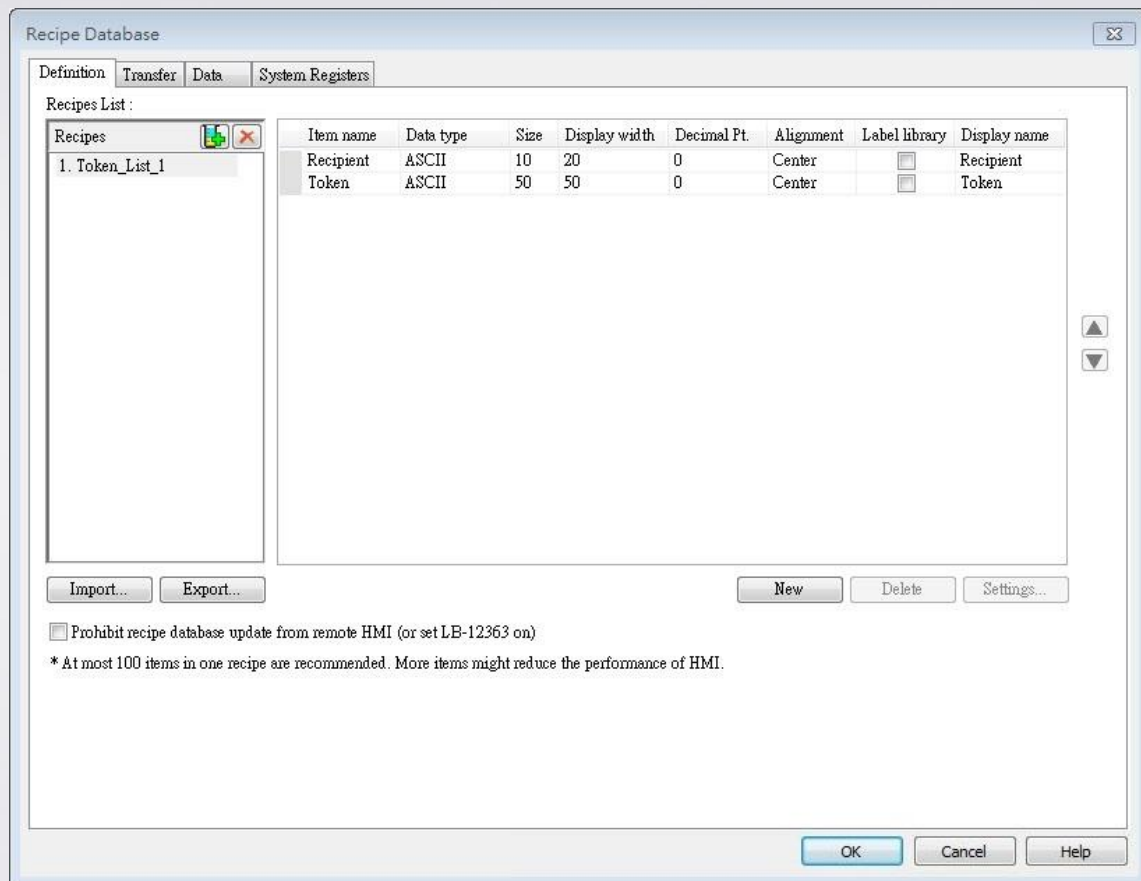 Recipe Database
Definition Transfer Data System Registers
Recipes List :
Recipes
1. Token_List_1
Item name Data type Size Display width Decimal Pt. Alignment Label library Display name
Recipient ASCII 10 20 0 Center Recipient
Token ASCII 50 50 0 Center Token
Import... Export... New Delete Settings...
Prohibit recipe database update from remote HMI (or set LB-12363 on)
* At most 100 items in one recipe are recommended. More items might reduce the performance of HMI.
OK Cancel Help